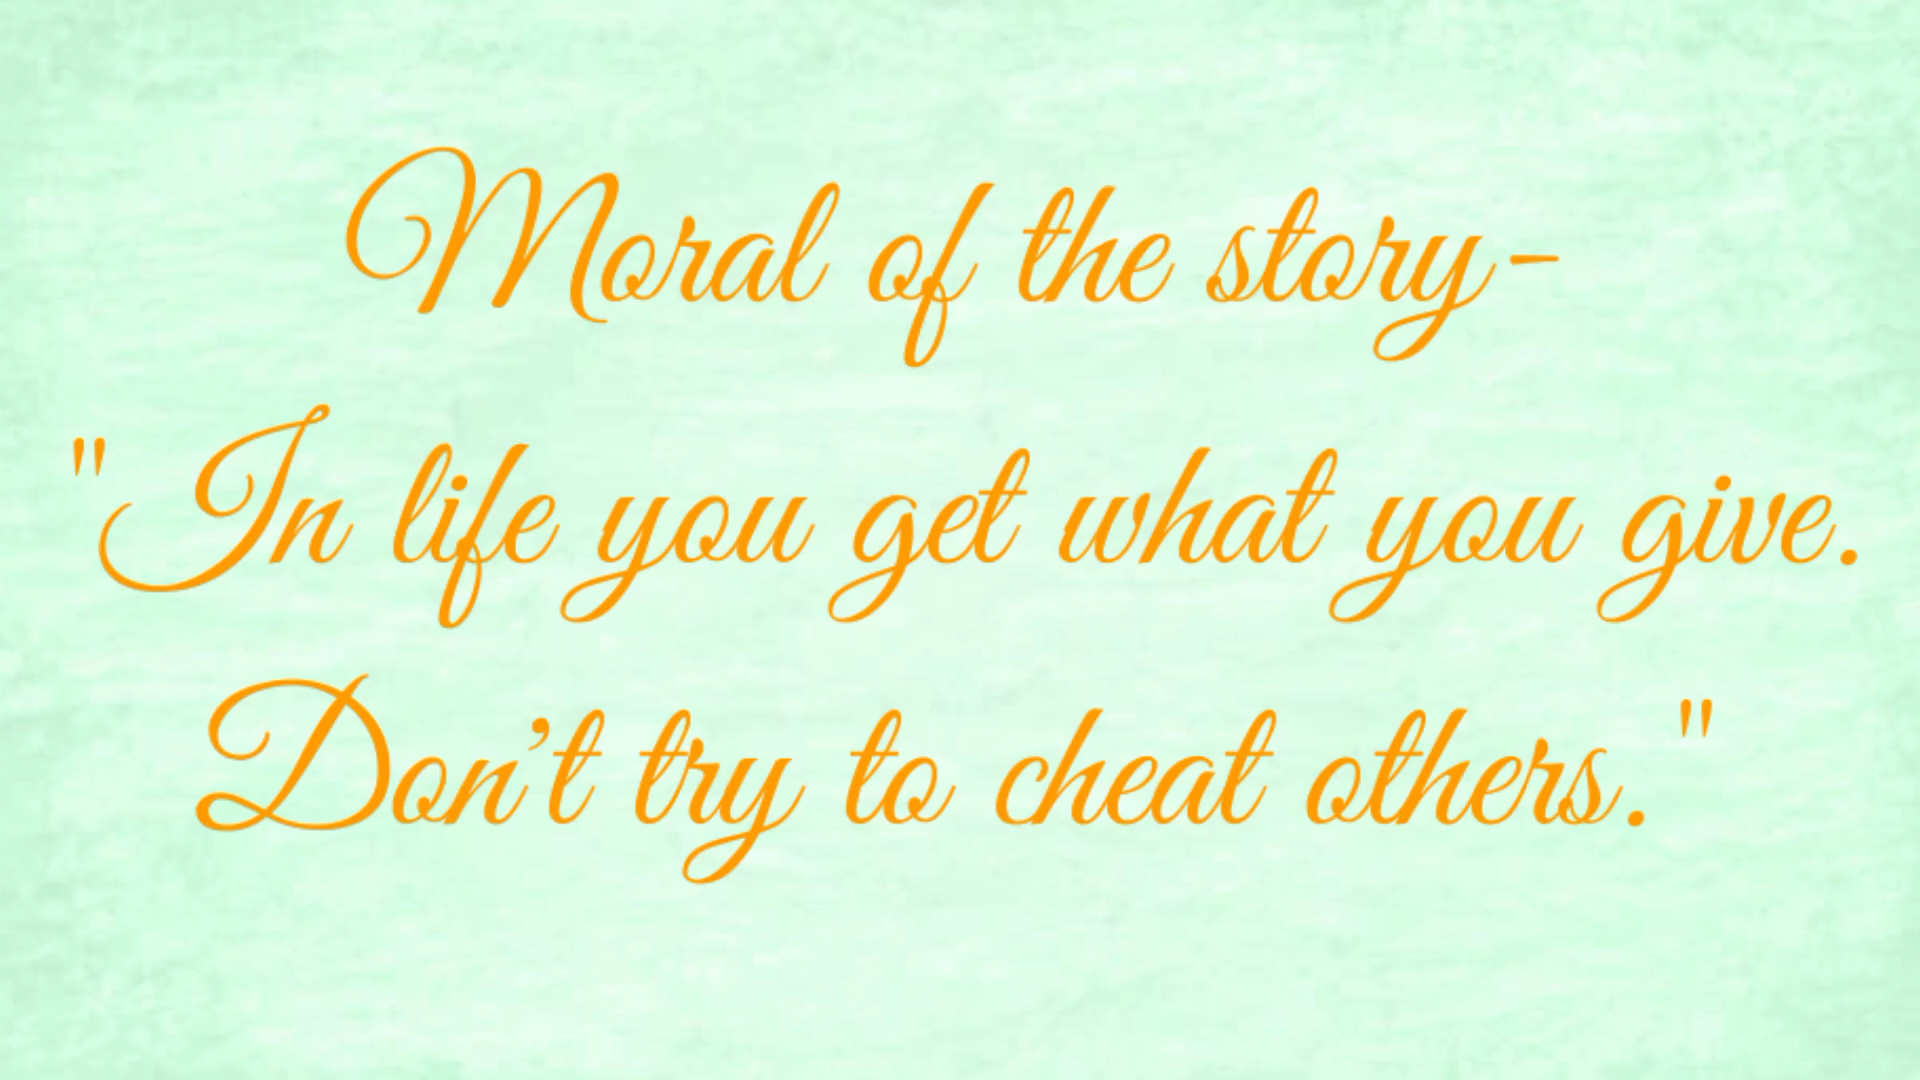 Moral of the story-
"In life you get what you give.
Don't try to cheat others."